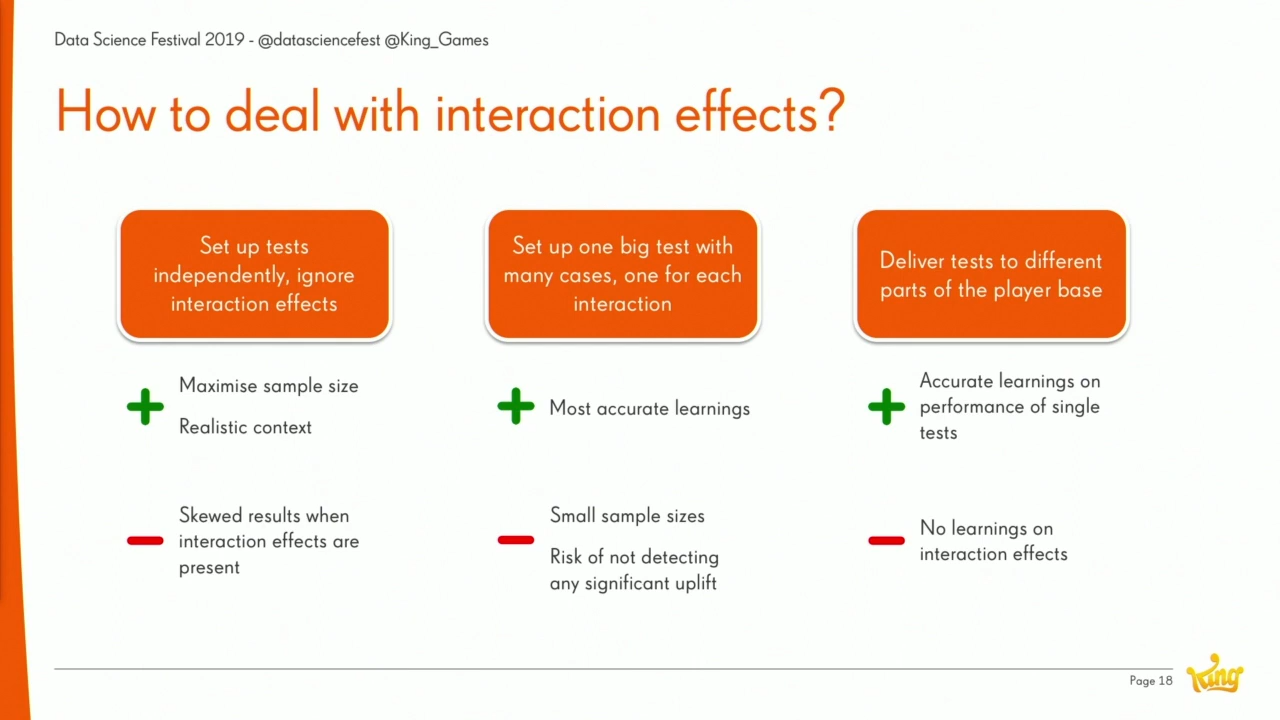 Data Science Festival 2019 - @datasciencefest @King_Games
How to deal with interaction effects?
Set up tests
independently, ignore
interaction effects
Maximise sample size
Realistic context
Skewed results when
interaction effects are
present
Set up one big test with
many cases, one for each
interaction
Most accurate learnings
Small sample sizes
Risk of not detecting
any significant uplift
Deliver tests to different
parts of the player base
Accurate learnings on
performance of single
tests
No learnings on
interaction effects
Page 18
King